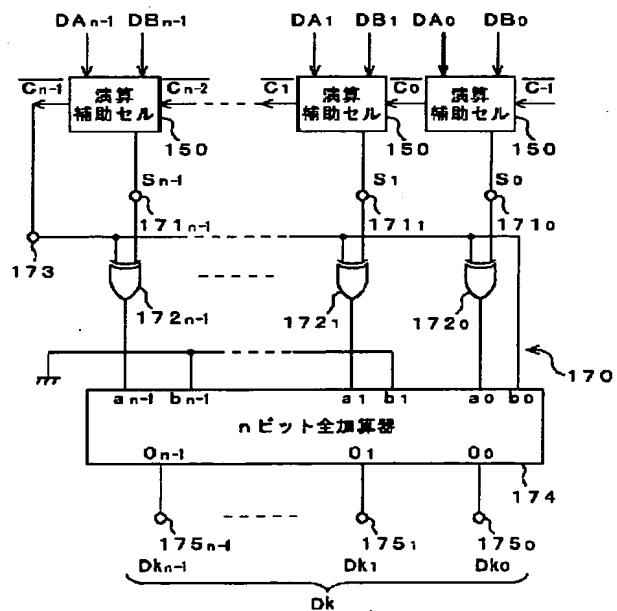 DAn-1 DBn-1 DA1 DB1 DA0 DB0
Cn-1 演算補助セル Cn-2 C1 演算補助セル C0 演算補助セル C-1
150 150 150
Sn-1 S1 S0
171n-1 1711 1710
173
172n-1 1721 1720
170
an-1 bn-1 a1 b1 a0 b0
nビット全加算器
On-1 O1 O0
174
175n-1 1751 1750
Dkn-1 Dk1 Dk0
Dk